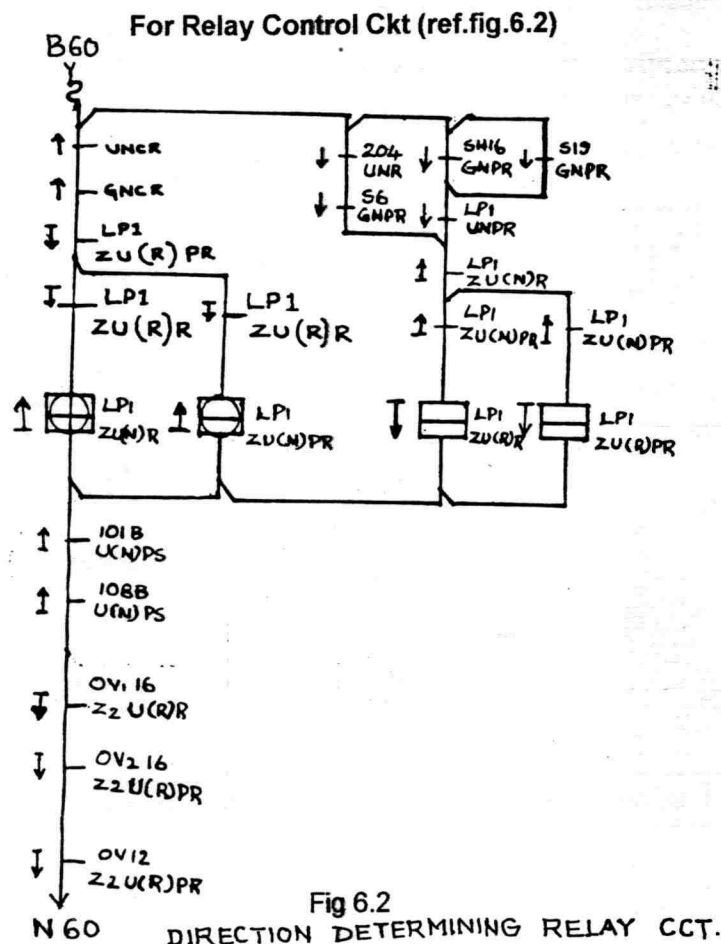 For Relay Control Ckt (ref.fig.6.2)
B60
UNCR
GNCR
LP1
ZU(R)PR
LP1
ZU(R)R
LP1
ZU(R)R
204
UNR
S6
GNPR
SH16
GNPR
S19
GNPR
LP1
UNPR
LP1
ZU(N)R
LP1
ZU(N)PR
LP1
ZU(N)PR
LP1
ZU(N)R
LP1
ZU(N)PR
LP1
ZU(R)R
LP1
ZU(R)PR
101B
U(N)PS
108B
U(N)PS
OV1 16
Z2 U(R)R
OV2 16
Z2U(R)PR
OV12
Z2U(R)PR
N60
Fig 6.2
DIRECTION DETERMINING RELAY CCT.